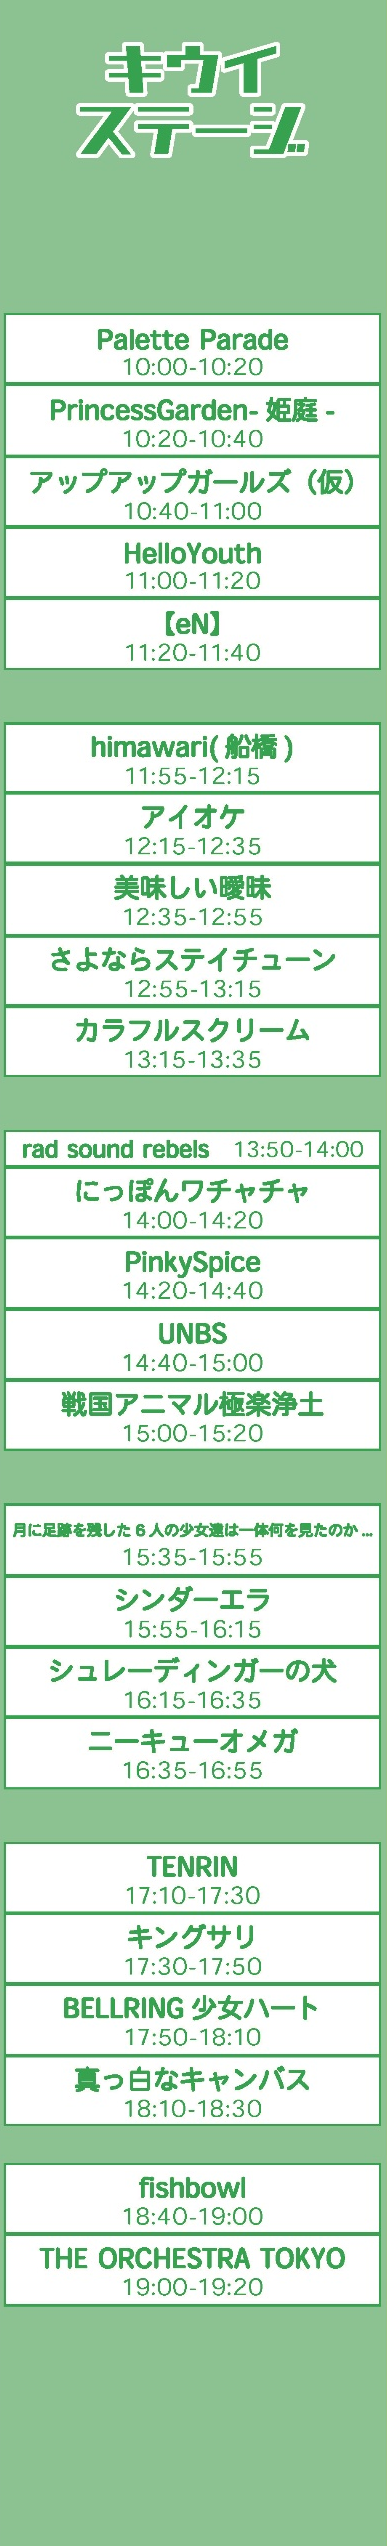 キウイ
ステージ
Palette Parade
10:00-10:20
PrincessGarden-姫庭-
10:20-10:40
アップアップガールズ（仮）
10:40-11:00
HelloYouth
11:00-11:20
【eN】
11:20-11:40
himawari(船橋)
11:55-12:15
アイオケ
12:15-12:35
美味しい曖昧
12:35-12:55
さよならステイチューン
12:55-13:15
カラフルスクリーム
13:15-13:35
rad sound rebels 13:50-14:00
にっぽんワチャチャ
14:00-14:20
PinkySpice
14:20-14:40
UNBS
14:40-15:00
戦国アニマル極楽浄土
15:00-15:20
月に足跡を残した6人の少女達は一体何を見たのか...
15:35-15:55
シンダーエラ
15:55-16:15
シュレーディンガーの犬
16:15-16:35
ニーキューオメガ
16:35-16:55
TENRIN
17:10-17:30
キングサリ
17:30-17:50
BELLRING少女ハート
17:50-18:10
真っ白なキャンバス
18:10-18:30
fishbowl
18:40-19:00
THE ORCHESTRA TOKYO
19:00-19:20